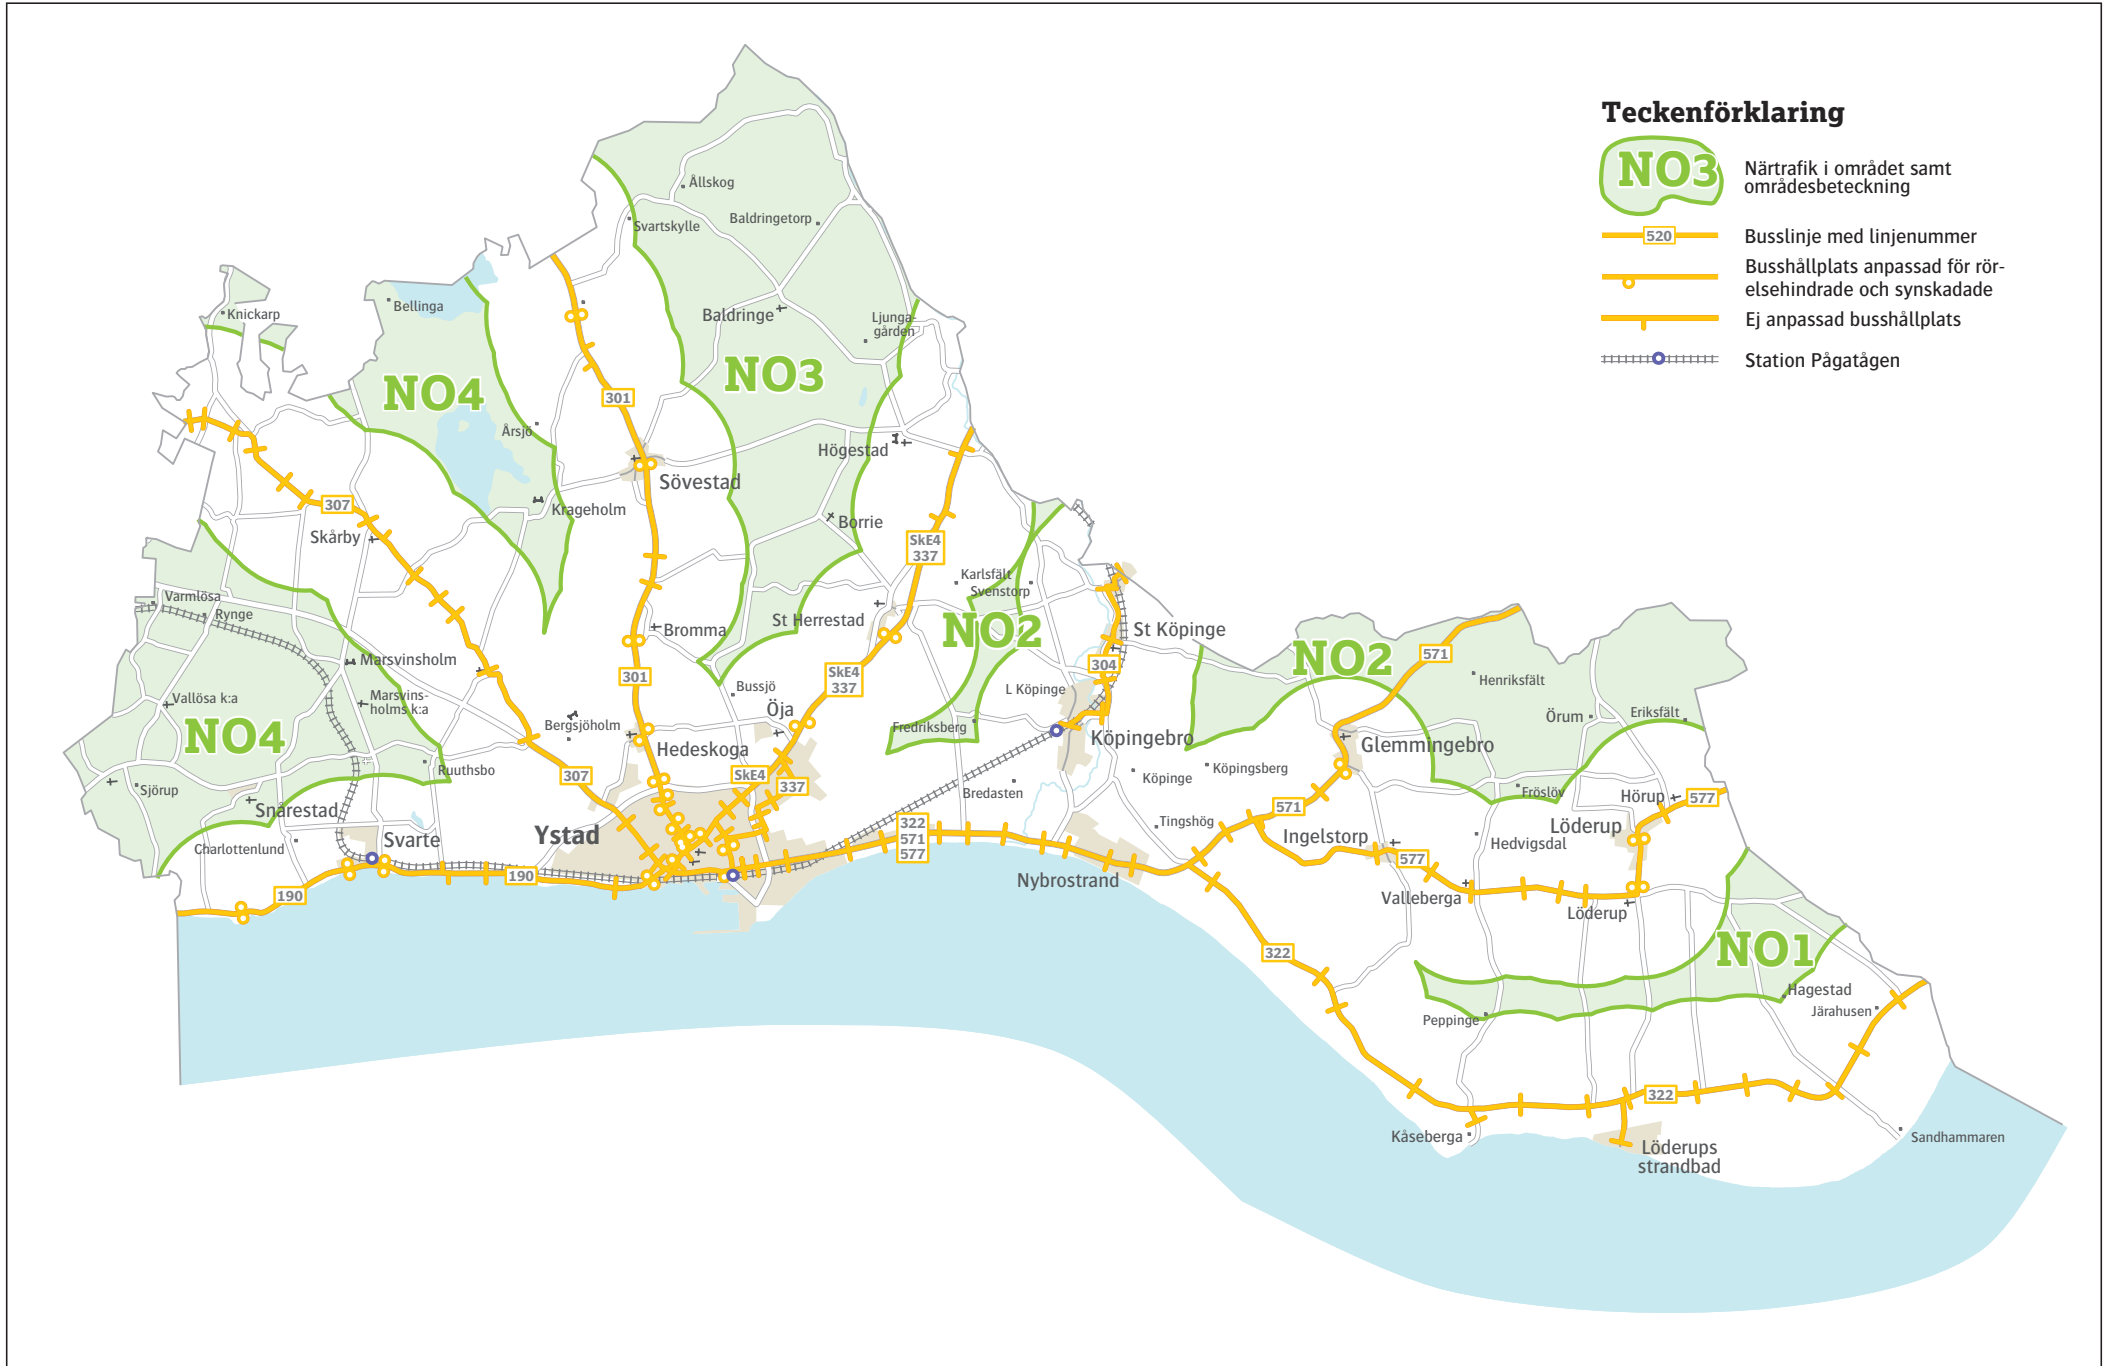 Teckenförklaring
NO3
Närtrafik i området samt
områdesbeteckning
520
Busslinje med linjenummer
Busshållplats anpassad för rör-
elsehindrade och synskadade
Ej anpassad busshållplats
Station Pågatågen
Ållskog
Baldringetorp
Svartskylle
Knickarp
Bellinga
Baldringe
Ljunga-
gården
NO4
NO3
301
Årsjö
Högestad
Sövestad
307
Skårby
Krageholm
Borrie
SkE4
337
Karlsfält
Svenstorp
Varmlösa
Rynge
St Herrestad
NO2
Bromma
St Köpinge
Marsvinsholm
304
NO2
571
Henriksfält
301
SkE4
337
Bussjö
L Köpinge
Vallösa k:a
Marsvins-
holms k:a
Öja
Örum
Eriksfält
NO4
Bergsjöholm
Fredriksberg
Hedeskoga
Köpingebro
Glemmingebro
Ruuthsbo
307
SkE4
337
Köpinge
Köpingsberg
Sjörup
Bredasten
Fröslöv
Hörup
577
Snårestad
571
Ystad
322
571
577
Tingshög
Ingelstorp
Löderup
Svarte
Charlottenlund
Hedvigsdal
577
190
190
Nybrostrand
Valleberga
Löderup
322
NO1
Hagestad
Järahusen
Peppinge
322
Kåseberga
Löderups
strandbad
Sandhammaren